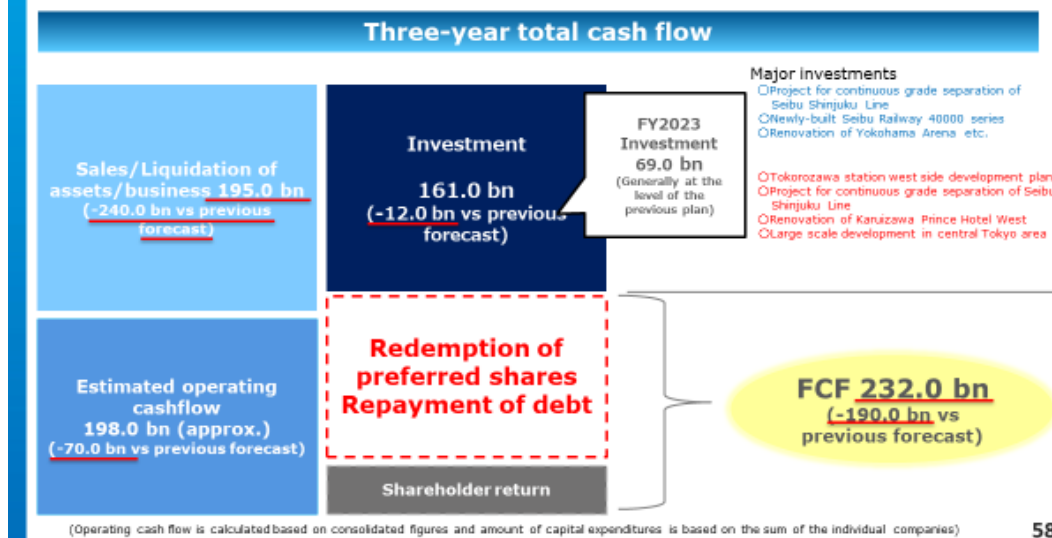 Three-year total cash flow
Sales/Liquidation of
assets/business 195.0 bn
(-240.0 bn vs previous
forecast)
Investment
161.0 bn
(-12.0 bn vs previous
forecast)
FY2023
Investment
69.0 bn
(Generally at the
level of the
previous plan)
Major investments
○Project for continuous grade separation of
Seibu Shinjuku Line
○Newly-built Seibu Railway 40000 series
○Renovation of Yokohama Arena etc.
○Tokorozawa station west side development plan
○Project for continuous grade separation of Seibu
Shinjuku Line
○Renovation of Karuizawa Prince Hotel West
○Large scale development in central Tokyo area
Estimated operating
cashflow
198.0 bn (approx.)
(-70.0 bn vs previous forecast)
Redemption of
preferred shares
Repayment of debt
Shareholder return
FCF 232.0 bn
(-190.0 bn vs
previous forecast)
(Operating cash flow is calculated based on consolidated figures and amount of capital expenditures is based on the sum of the individual companies)
58